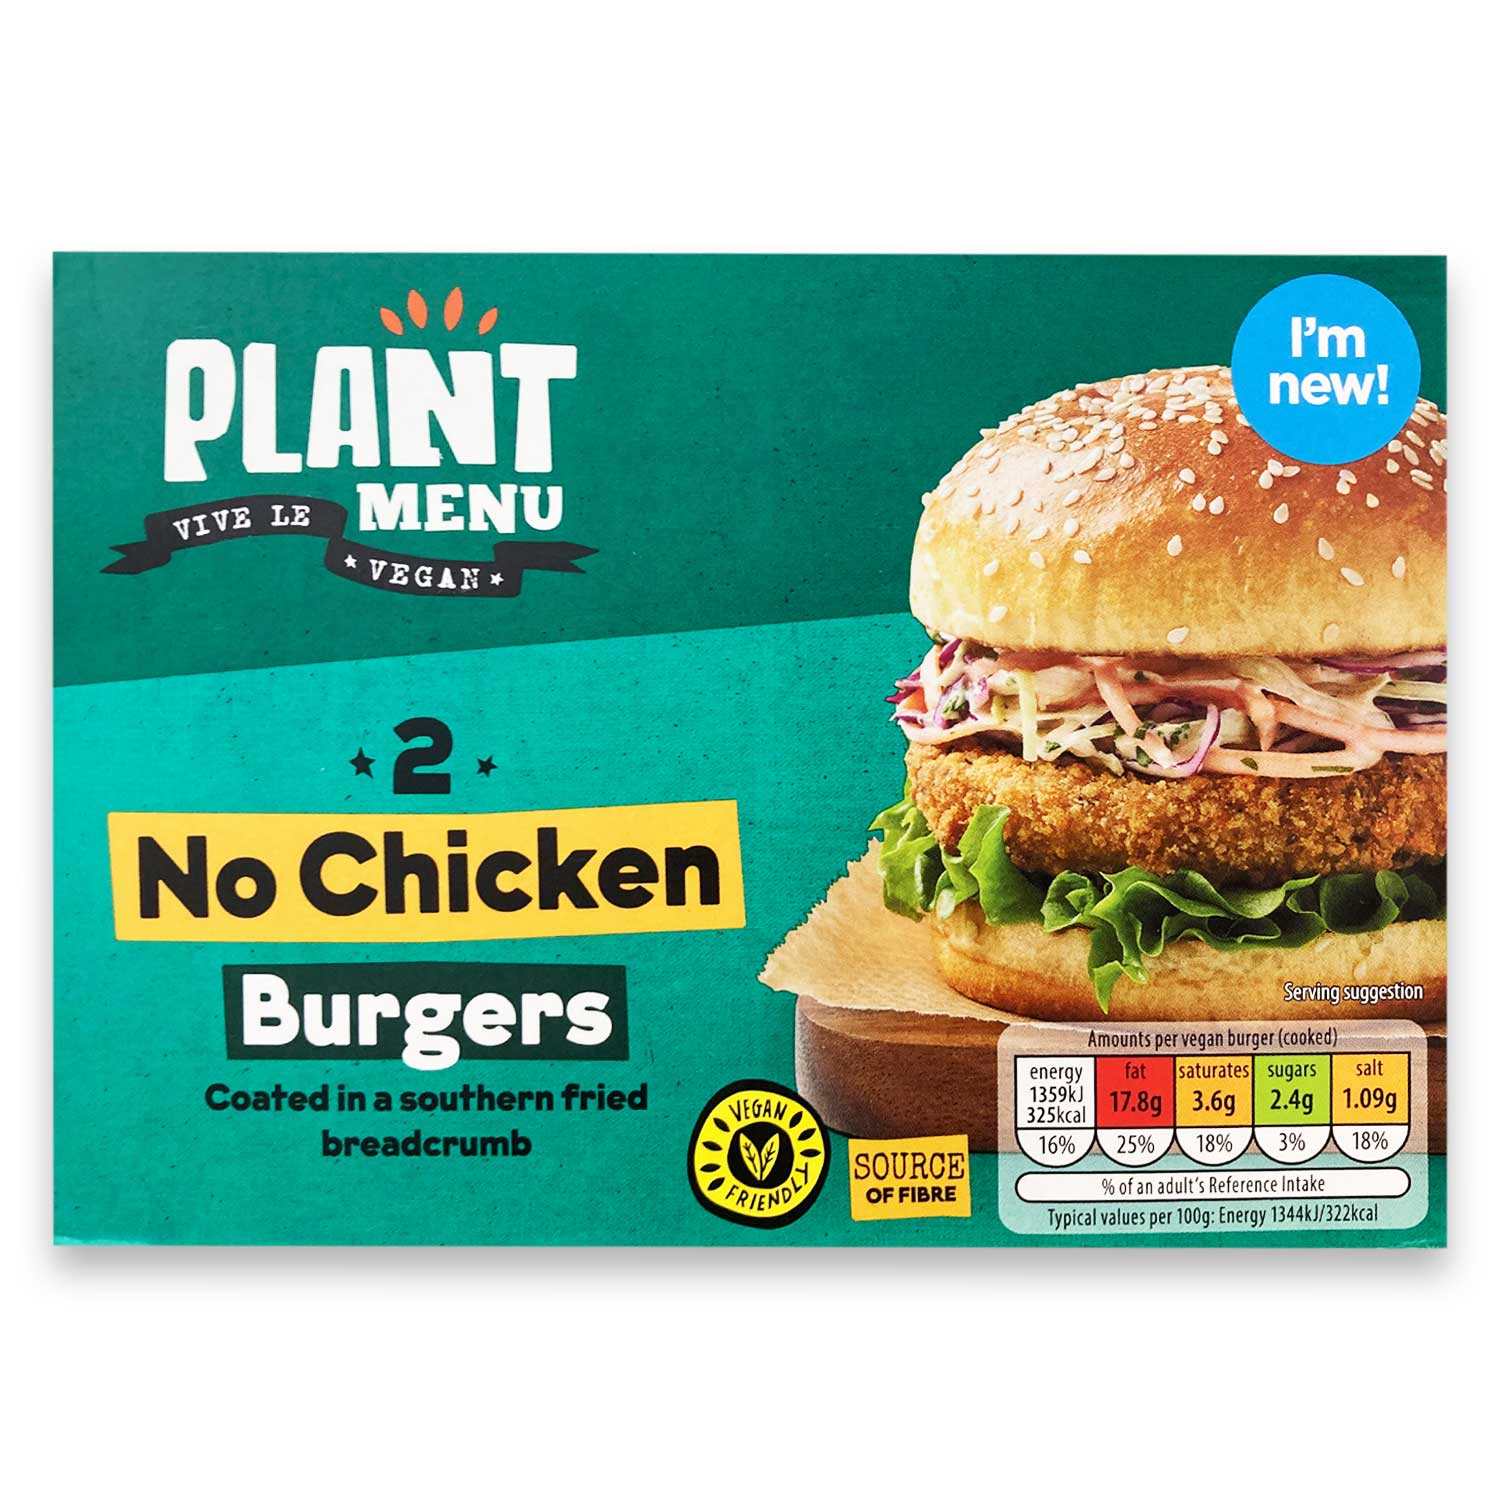 I'm
new!
PLANT
MENU
VIVE LE
VEGAN
2
No Chicken
Burgers
Coated in a southern fried
breadcrumb
VEGAN
FRIENDLY
SOURCE
OF FIBRE
Serving suggestion
Amounts per vegan burger (cooked)
energy fat saturates sugars salt
1359kJ 17.8g 3.6g 2.4g 1.09g
325kcal
16% 25% 18% 3% 18%
% of an adult's Reference Intake
Typical values per 100g: Energy 1344kJ/322kcal